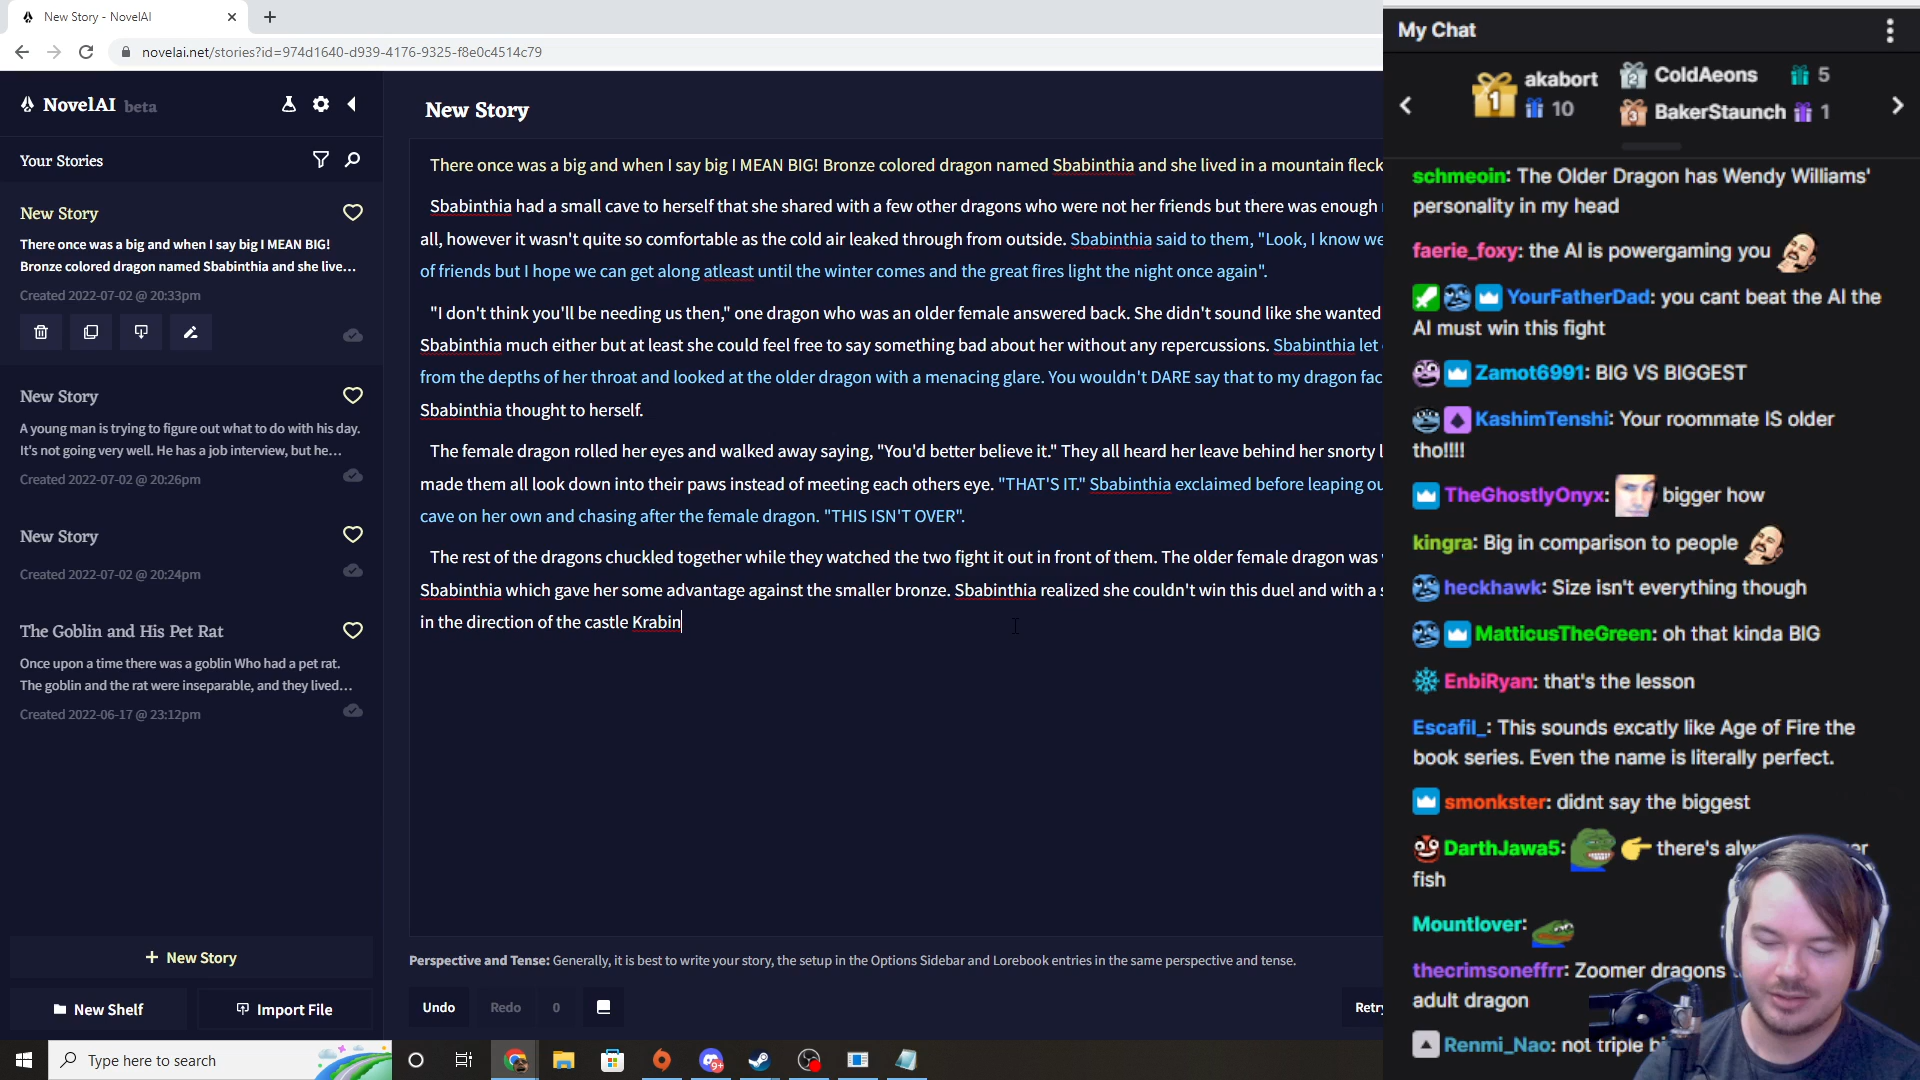 New Story - NovelAI
novelai.net/stories?id=974d1640-d939-4176-9325-f8e0c4514c79
NovelAI beta
Your Stories
New Story
There once was a big and when I say big I MEAN BIG!
Bronze colored dragon named Sbabinthia and she live...
Created 2022-07-02 @ 20:33pm
New Story
A young man is trying to figure out what to do with his day.
It's not going very well. He has a job interview, but he...
Created 2022-07-02 @ 20:26pm
New Story
Created 2022-07-02 @ 20:24pm
The Goblin and His Pet Rat
Once upon a time there was a goblin Who had a pet rat.
The goblin and the rat were inseparable, and they lived...
Created 2022-06-17 @ 23:12pm
New Story
New Shelf
Import File
New Story
There once was a big and when I say big I MEAN BIG! Bronze colored dragon named Sbabinthia and she lived in a mountain fleck
Sbabinthia had a small cave to herself that she shared with a few other dragons who were not her friends but there was enough
all, however it wasn't quite so comfortable as the cold air leaked through from outside. Sbabinthia said to them, "Look, I know we
of friends but I hope we can get along atleast until the winter comes and the great fires light the night once again".
"I don't think you'll be needing us then," one dragon who was an older female answered back. She didn't sound like she wanted
Sbabinthia much either but at least she could feel free to say something bad about her without any repercussions. Sbabinthia let
from the depths of her throat and looked at the older dragon with a menacing glare. You wouldn't DARE say that to my dragon fac
Sbabinthia thought to herself.
The female dragon rolled her eyes and walked away saying, "You'd better believe it." They all heard her leave behind her snorty l
made them all look down into their paws instead of meeting each others eye. "THAT'S IT." Sbabinthia exclaimed before leaping ou
cave on her own and chasing after the female dragon. "THIS ISN'T OVER".
The rest of the dragons chuckled together while they watched the two fight it out in front of them. The older female dragon was
Sbabinthia which gave her some advantage against the smaller bronze. Sbabinthia realized she couldn't win this duel and with a s
in the direction of the castle Krabin
Perspective and Tense: Generally, it is best to write your story, the setup in the Options Sidebar and Lorebook entries in the same perspective and tense.
Undo
Redo
0
Retry
Type here to search
9+
My Chat
1 akabort 10
2 ColdAeons 5
3 BakerStaunch 1
schmeoin: The Older Dragon has Wendy Williams'
personality in my head
faerie_foxy: the AI is powergaming you
YourFatherDad: you cant beat the AI the
AI must win this fight
Zamot6991: BIG VS BIGGEST
KashimTenshi: Your roommate IS older
tho!!!!
TheGhostlyOnyx: bigger how
kingra: Big in comparison to people
heckhawk: Size isn't everything though
MatticusTheGreen: oh that kinda BIG
EnbiRyan: that's the lesson
Escafil_: This sounds excatly like Age of Fire the
book series. Even the name is literally perfect.
smonkster: didnt say the biggest
DarthJawa5: there's
fish
Mountlover:
thecrimsoneffrr: Zoomer dragons
adult dragon
Renmi_Nao: not triple